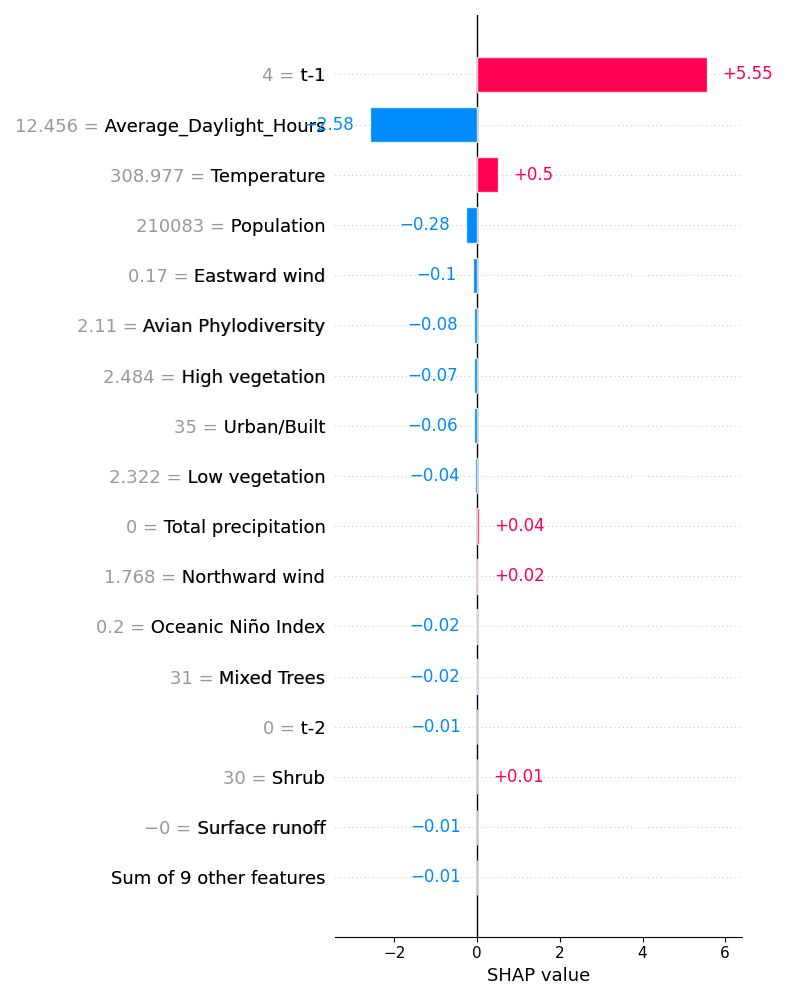 4 = t-1 +5.55
12.456 = Average_Daylight_Hours −2.58
308.977 = Temperature +0.5
210083 = Population −0.28
0.17 = Eastward wind −0.1
2.11 = Avian Phylodiversity −0.08
2.484 = High vegetation −0.07
35 = Urban/Built −0.06
2.322 = Low vegetation −0.04
0 = Total precipitation +0.04
1.768 = Northward wind +0.02
0.2 = Oceanic Niño Index −0.02
31 = Mixed Trees −0.02
0 = t-2 −0.01
30 = Shrub +0.01
−0 = Surface runoff −0.01
Sum of 9 other features −0.01
−2 0 2 4 6
SHAP value